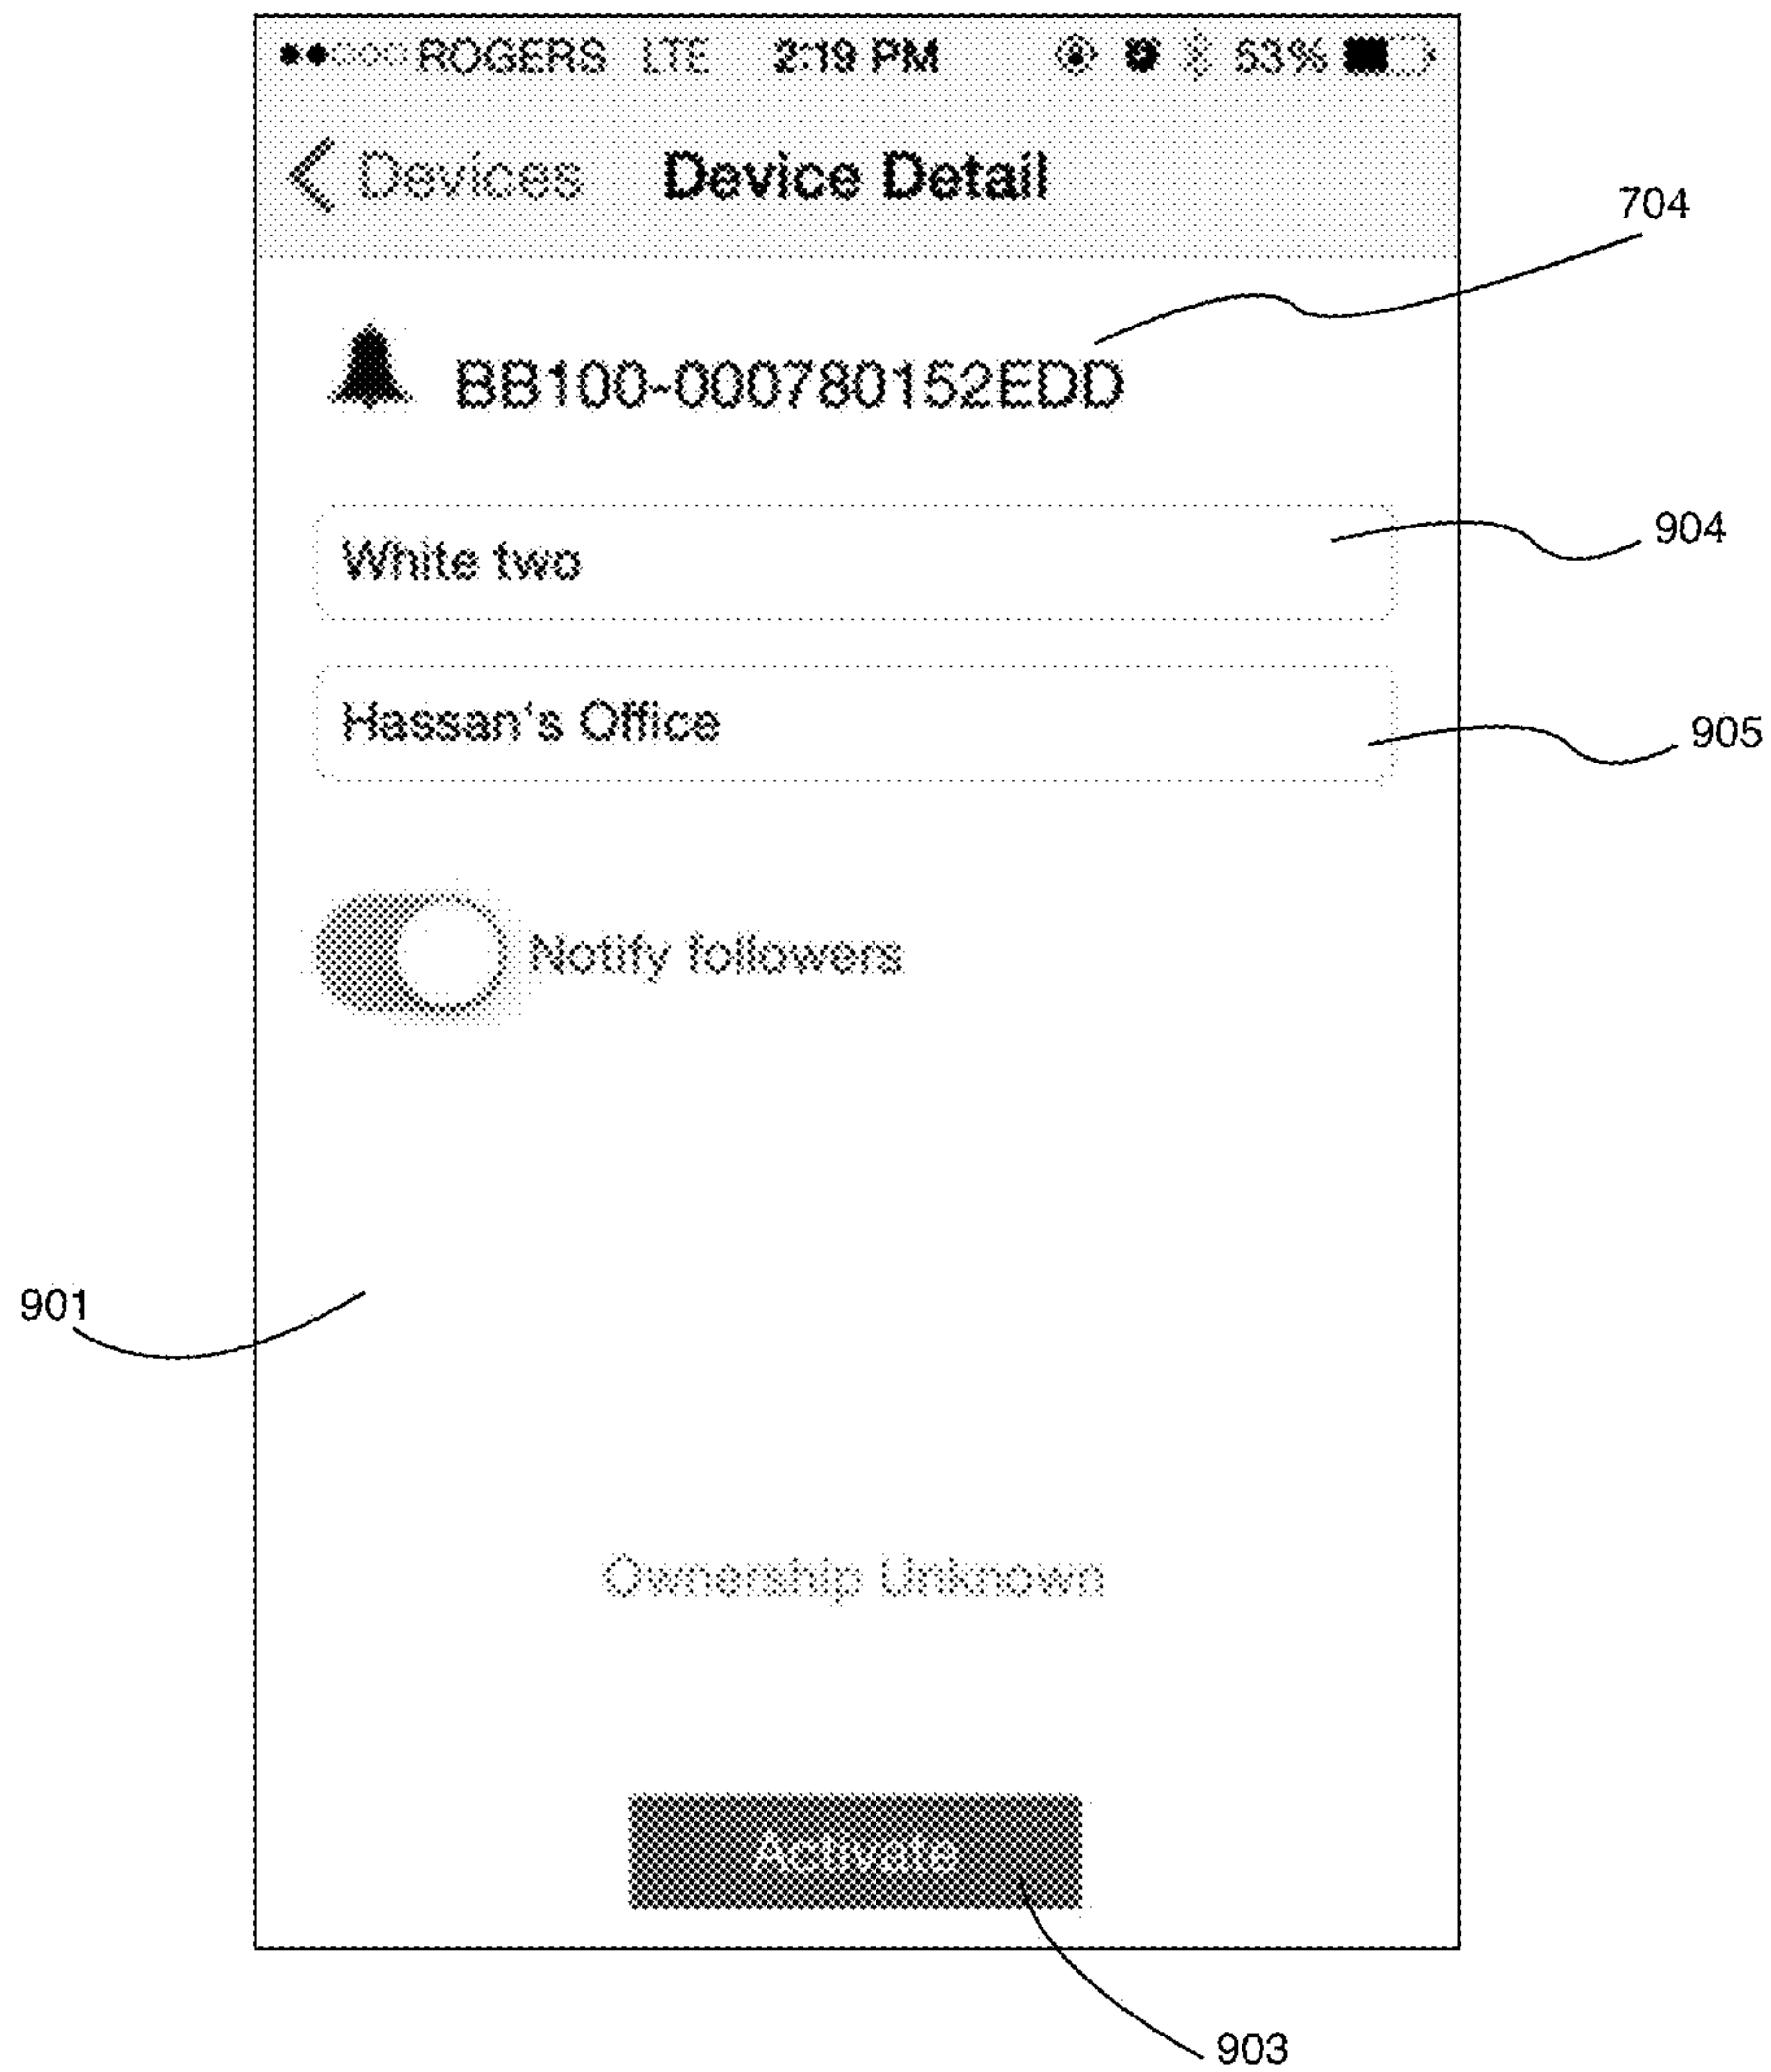 ROGERS LTE 2:19 PM 53%
Devices Device Detail
704
BB100-000780152EDD
White two
904
Hassan's Office
905
Notify followers
901
Ownership Unknown
Activate
903